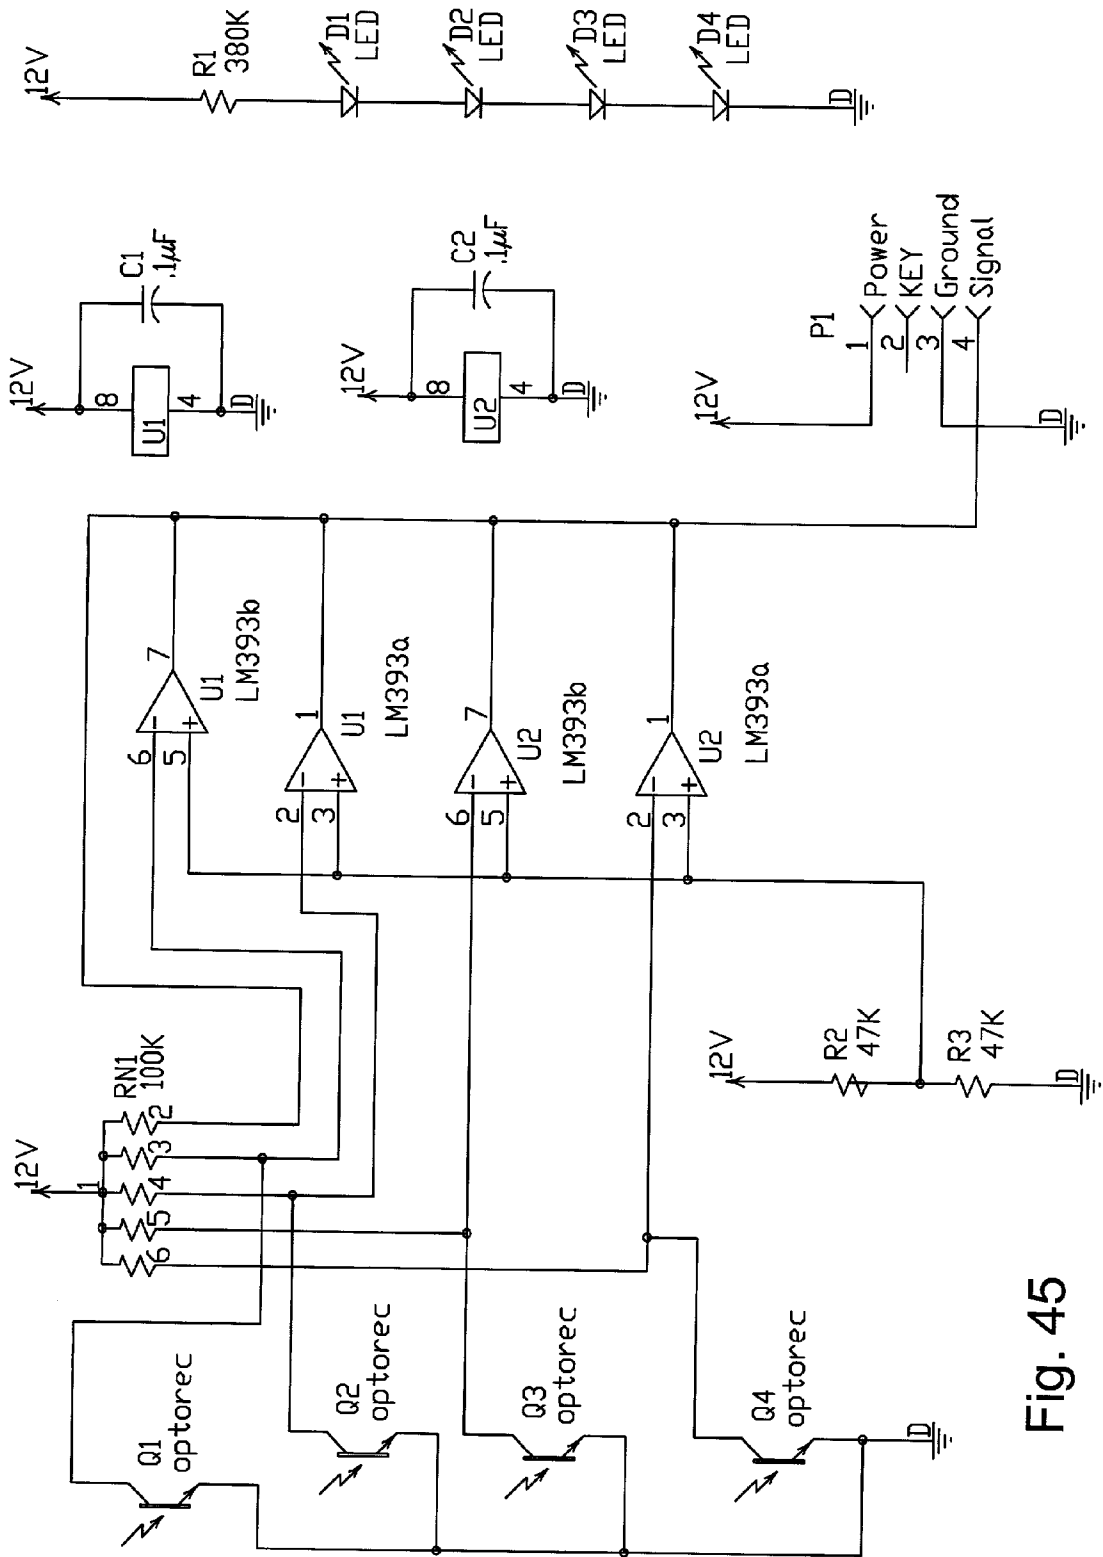 12V
R1
380K
D1
LED
D2
LED
D3
LED
D4
LED
D
12V
8
U1
4
D
C1
.1µF
12V
8
U2
4
D
C2
.1µF
12V
P1
1
Power
2
KEY
3
Ground
4
Signal
D
6
5
-
+
7
U1
LM393b
2
3
-
+
1
U1
LM393a
6
5
-
+
7
U2
LM393b
2
3
-
+
1
U2
LM393a
12V
1
RN1
100K
2
3
4
5
6
12V
R2
47K
R3
47K
D
Q1
optorec
Q2
optorec
Q3
optorec
Q4
optorec
D
Fig. 45